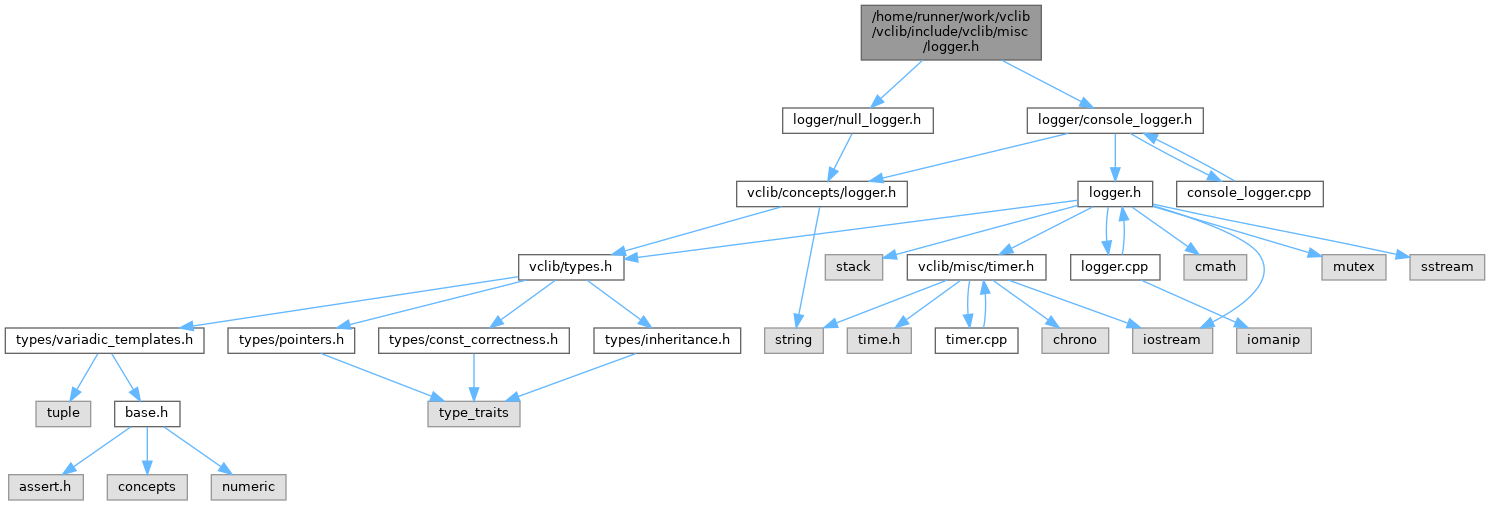 /home/runner/work/vclib
/vclib/include/vclib/misc
/logger.h
logger/null_logger.h
logger/console_logger.h
vclib/concepts/logger.h
logger.h
console_logger.cpp
vclib/types.h
stack
vclib/misc/timer.h
logger.cpp
cmath
mutex
sstream
types/variadic_templates.h
types/pointers.h
types/const_correctness.h
types/inheritance.h
string
time.h
timer.cpp
chrono
iostream
iomanip
tuple
base.h
type_traits
assert.h
concepts
numeric